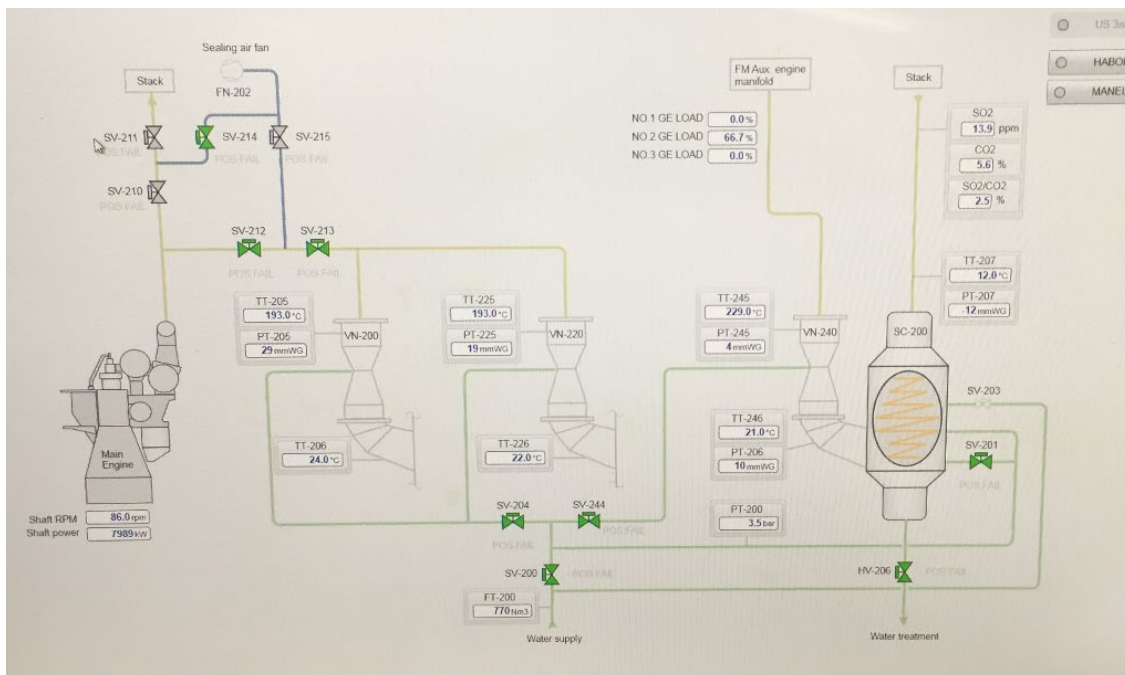 Sealing air fan
FN-202
Stack
SV-211
POS.FAIL
SV-214
POS.FAIL
SV-215
POS.FAIL
SV-210
POS.FAIL
SV-212
POS.FAIL
SV-213
POS.FAIL
FM Aux. engine
manifold
Stack
NO.1 GE LOAD 0.0 %
NO.2 GE LOAD 66.7 %
NO.3 GE LOAD 0.0 %
SO2
13.9 ppm
CO2
5.6 %
SO2/CO2
2.5 %
TT-207
12.0 °C
PT-207
-12 mmWG
TT-205
193.0 °C
PT-205
29 mmWG
VN-200
TT-225
193.0 °C
PT-225
19 mmWG
VN-220
TT-245
229.0 °C
PT-245
4 mmWG
VN-240
SC-200
SV-203
TT-206
24.0 °C
TT-226
22.0 °C
TT-246
21.0 °C
PT-206
10 mmWG
SV-201
POS.FAIL
Main
Engine
Shaft RPM 86.0 rpm
Shaft power 7989 kW
SV-204
POS.FAIL
SV-244
POS.FAIL
PT-200
3.5 bar
SV-200
POS.FAIL
HV-206
POS.FAIL
FT-200
770 Nm3
Water supply
Water treatment